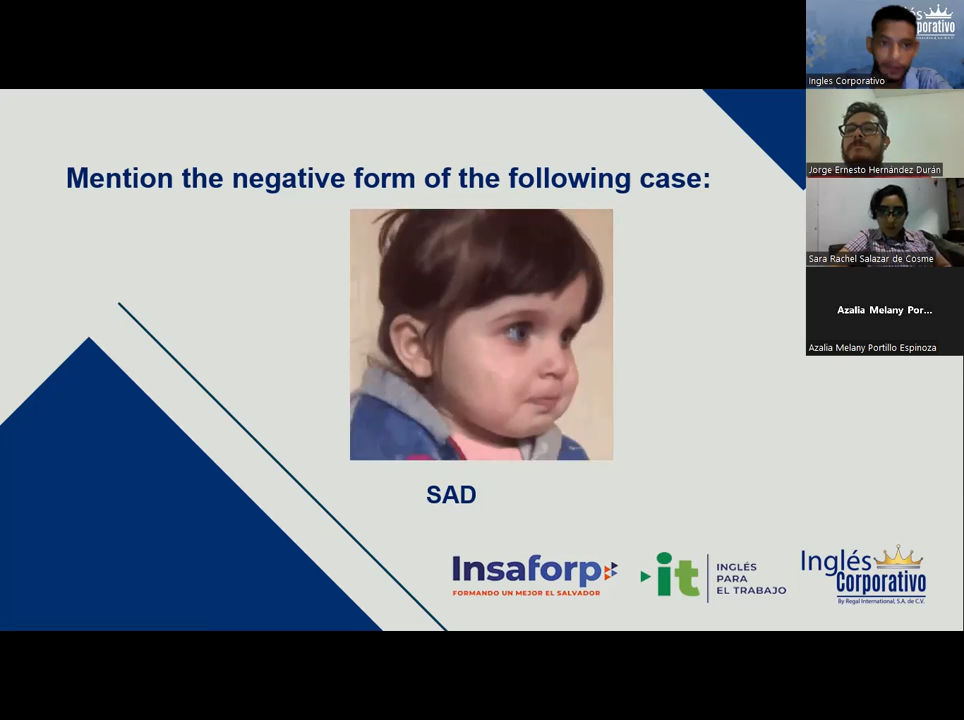 Mention the negative form of the following case:
SAD
Insaforp
FORMANDO UN MEJOR EL SALVADOR
it
INGLÉS
PARA
EL TRABAJO
Inglés
Corporativo
By Regal International, S.A. de C.V.
Ingles Corporativo
Jorge Ernesto Hernández Durán
Sara Rachel Salazar de Cosme
Azalia Melany Por...
Azalia Melany Portillo Espinoza